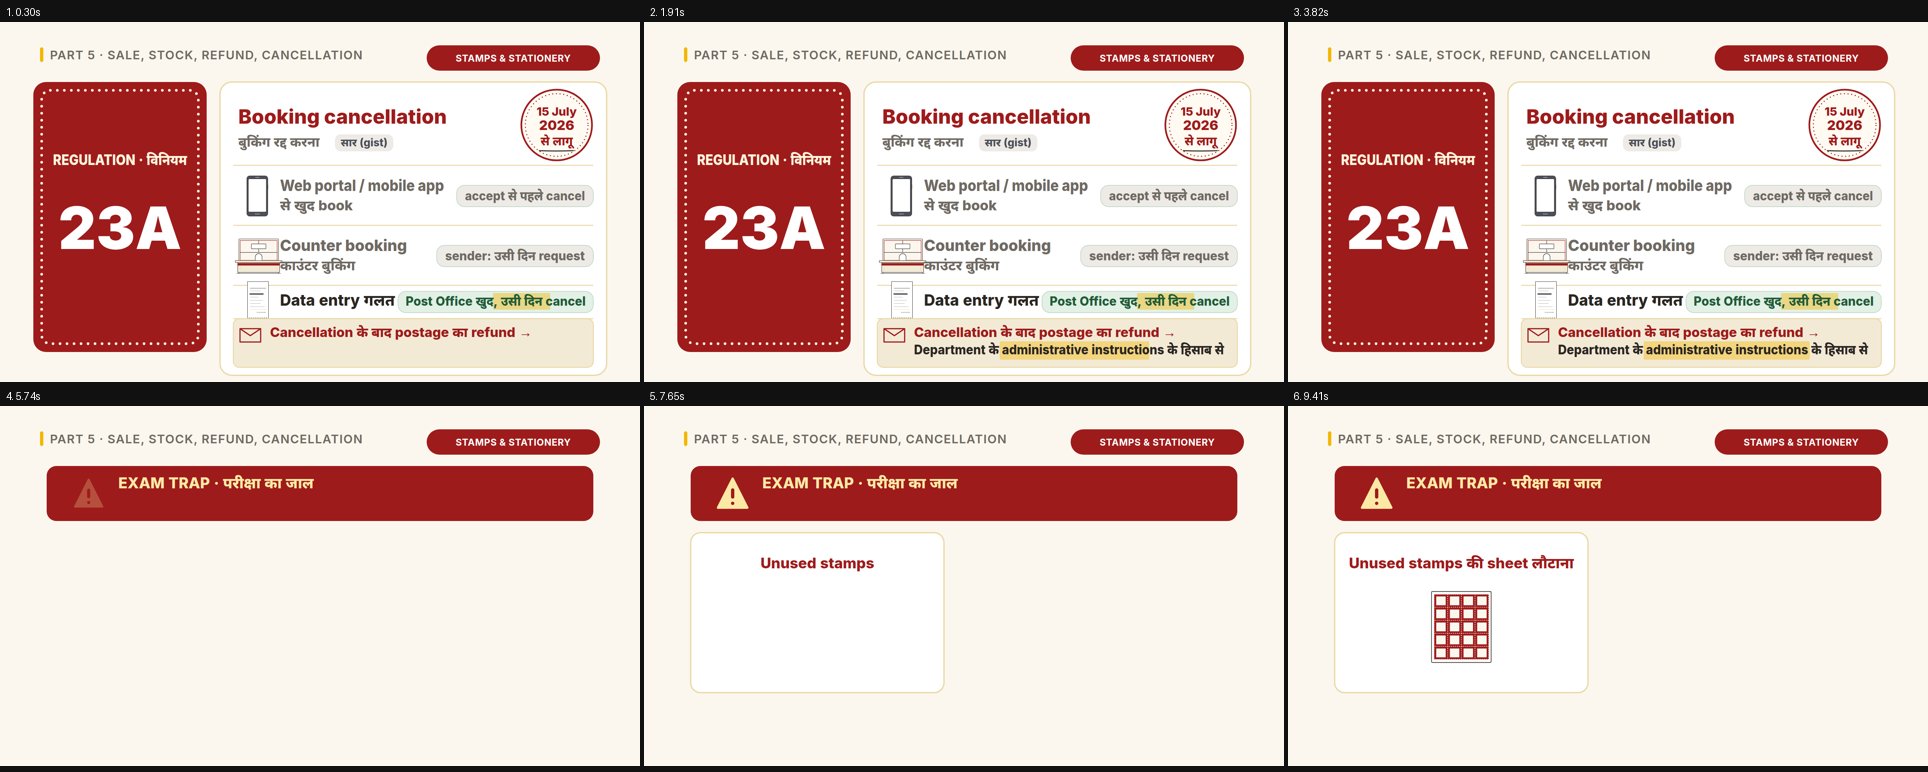 1. 0.30s
PART 5 · SALE, STOCK, REFUND, CANCELLATION
STAMPS & STATIONERY
REGULATION · विनियम
23A
Booking cancellation
बुकिंग रद्द करना
सार (gist)
15 July
2026
से लागू
Web portal / mobile app
से खुद book
accept से पहले cancel
Counter booking
काउंटर बुकिंग
sender: उसी दिन request
Data entry गलत
Post Office खुद, उसी दिन cancel
Cancellation के बाद postage का refund →
2. 1.91s
PART 5 · SALE, STOCK, REFUND, CANCELLATION
STAMPS & STATIONERY
REGULATION · विनियम
23A
Booking cancellation
बुकिंग रद्द करना
सार (gist)
15 July
2026
से लागू
Web portal / mobile app
से खुद book
accept से पहले cancel
Counter booking
काउंटर बुकिंग
sender: उसी दिन request
Data entry गलत
Post Office खुद, उसी दिन cancel
Cancellation के बाद postage का refund →
Department के administrative instructions के हिसाब से
3. 3.82s
PART 5 · SALE, STOCK, REFUND, CANCELLATION
STAMPS & STATIONERY
REGULATION · विनियम
23A
Booking cancellation
बुकिंग रद्द करना
सार (gist)
15 July
2026
से लागू
Web portal / mobile app
से खुद book
accept से पहले cancel
Counter booking
काउंटर बुकिंग
sender: उसी दिन request
Data entry गलत
Post Office खुद, उसी दिन cancel
Cancellation के बाद postage का refund →
Department के administrative instructions के हिसाब से
4. 5.74s
PART 5 · SALE, STOCK, REFUND, CANCELLATION
STAMPS & STATIONERY
EXAM TRAP · परीक्षा का जाल
5. 7.65s
PART 5 · SALE, STOCK, REFUND, CANCELLATION
STAMPS & STATIONERY
EXAM TRAP · परीक्षा का जाल
Unused stamps
6. 9.41s
PART 5 · SALE, STOCK, REFUND, CANCELLATION
STAMPS & STATIONERY
EXAM TRAP · परीक्षा का जाल
Unused stamps की sheet लौटाना